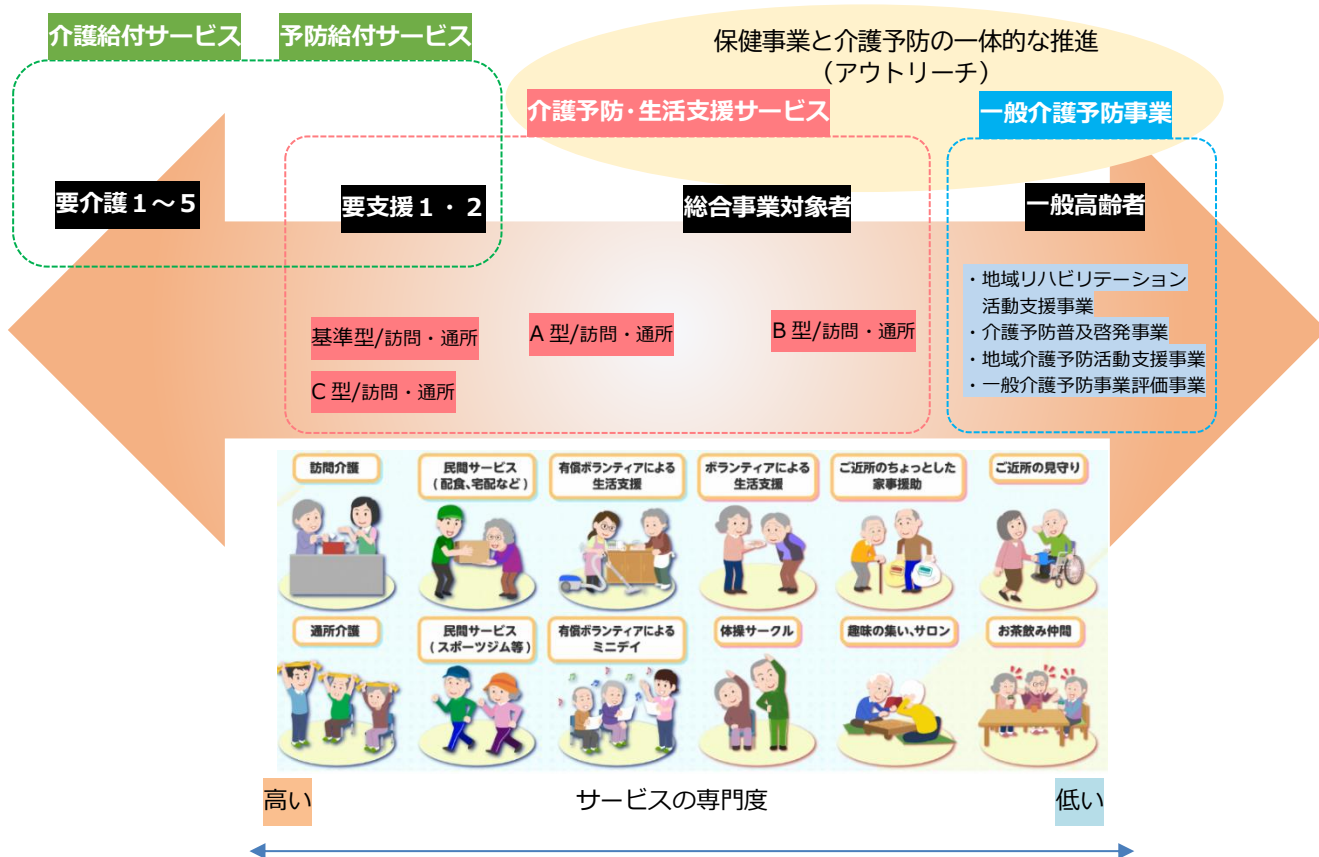 介護給付サービス
予防給付サービス
保健事業と介護予防の一体的な推進
（アウトリーチ）
介護予防・生活支援サービス
一般介護予防事業
要介護１～５
要支援１・２
総合事業対象者
一般高齢者
・地域リハビリテーション
活動支援事業
・介護予防普及啓発事業
・地域介護予防活動支援事業
・一般介護予防事業評価事業
基準型/訪問・通所
A型/訪問・通所
B型/訪問・通所
C型/訪問・通所
訪問介護
民間サービス
(配食、宅配など)
有償ボランティアによる
生活支援
ボランティアによる
生活支援
ご近所のちょっとした
家事援助
ご近所の見守り
通所介護
民間サービス
(スポーツジム等)
有償ボランティアによる
ミニデイ
体操サークル
趣味の集い、サロン
お茶飲み仲間
高い
サービスの専門度
低い